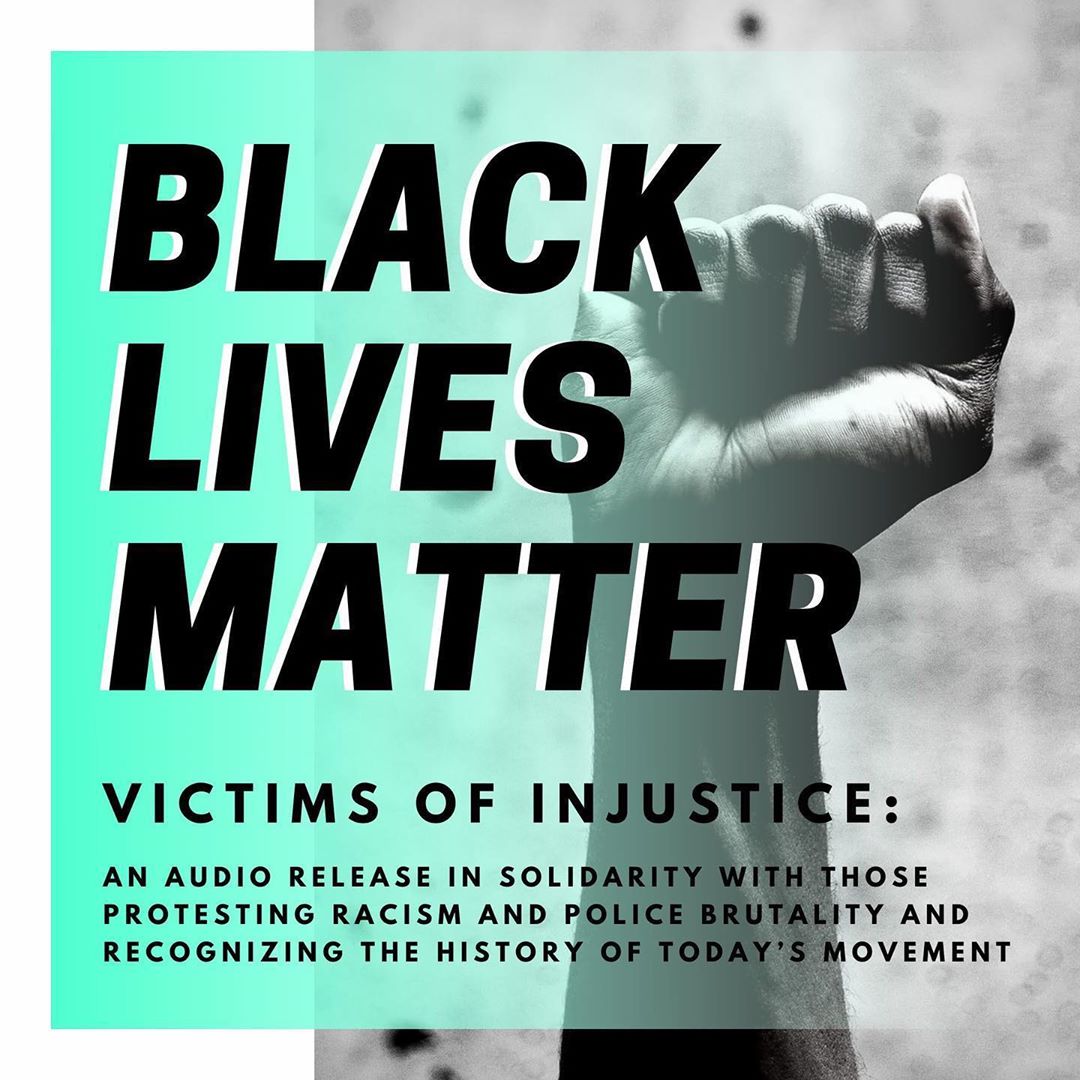 BLACK
LIVES
MATTER
VICTIMS OF INJUSTICE:
AN AUDIO RELEASE IN SOLIDARITY WITH THOSE
PROTESTING RACISM AND POLICE BRUTALITY AND
RECOGNIZING THE HISTORY OF TODAY’S MOVEMENT